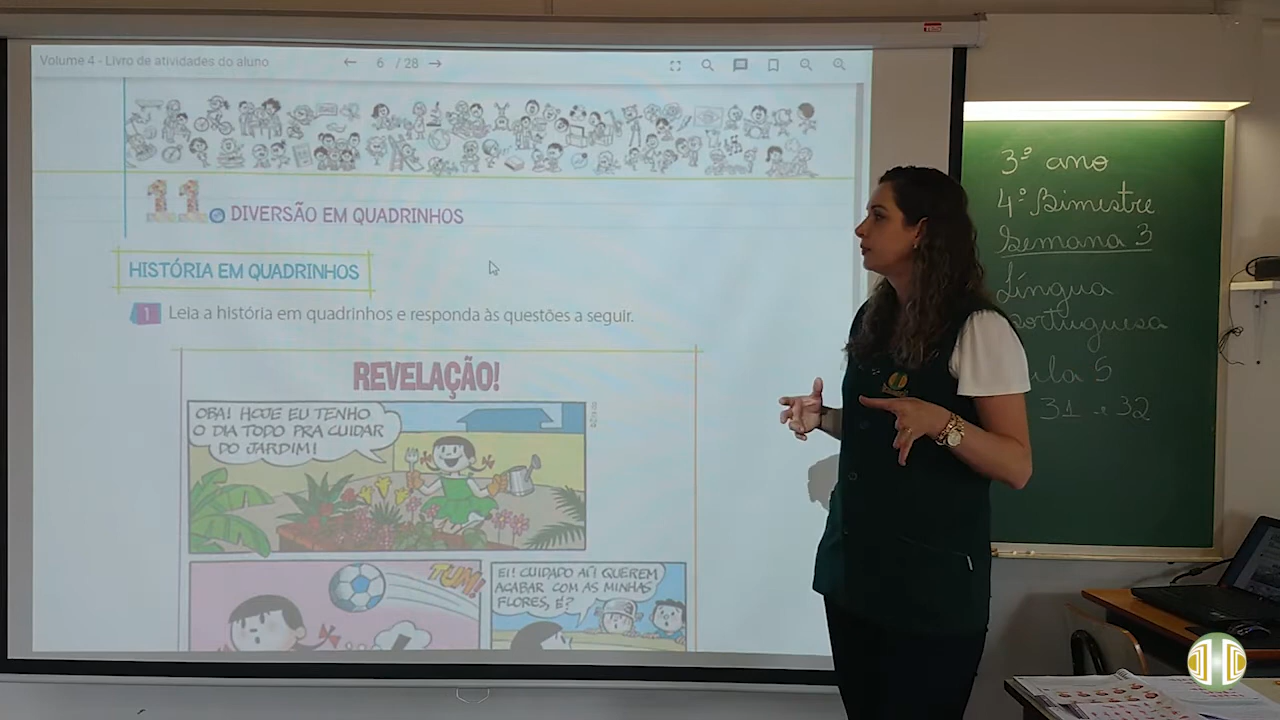 Volume 4 - Livro de atividades do aluno
← 6 / 28 →
11. DIVERSÃO EM QUADRINHOS
HISTÓRIA EM QUADRINHOS
1 Leia a história em quadrinhos e responda às questões a seguir.
REVELAÇÃO!
OBA! HOJE EU TENHO
O DIA TODO PRA CUIDAR
DO JARDIM!
TUM!
EI! CUIDADO AÍ! QUEREM
ACABAR COM AS MINHAS
FLORES, É?
3º ano
4º Bimestre
Semana 3
Língua
ortuguesa
ula 5
31 e 32